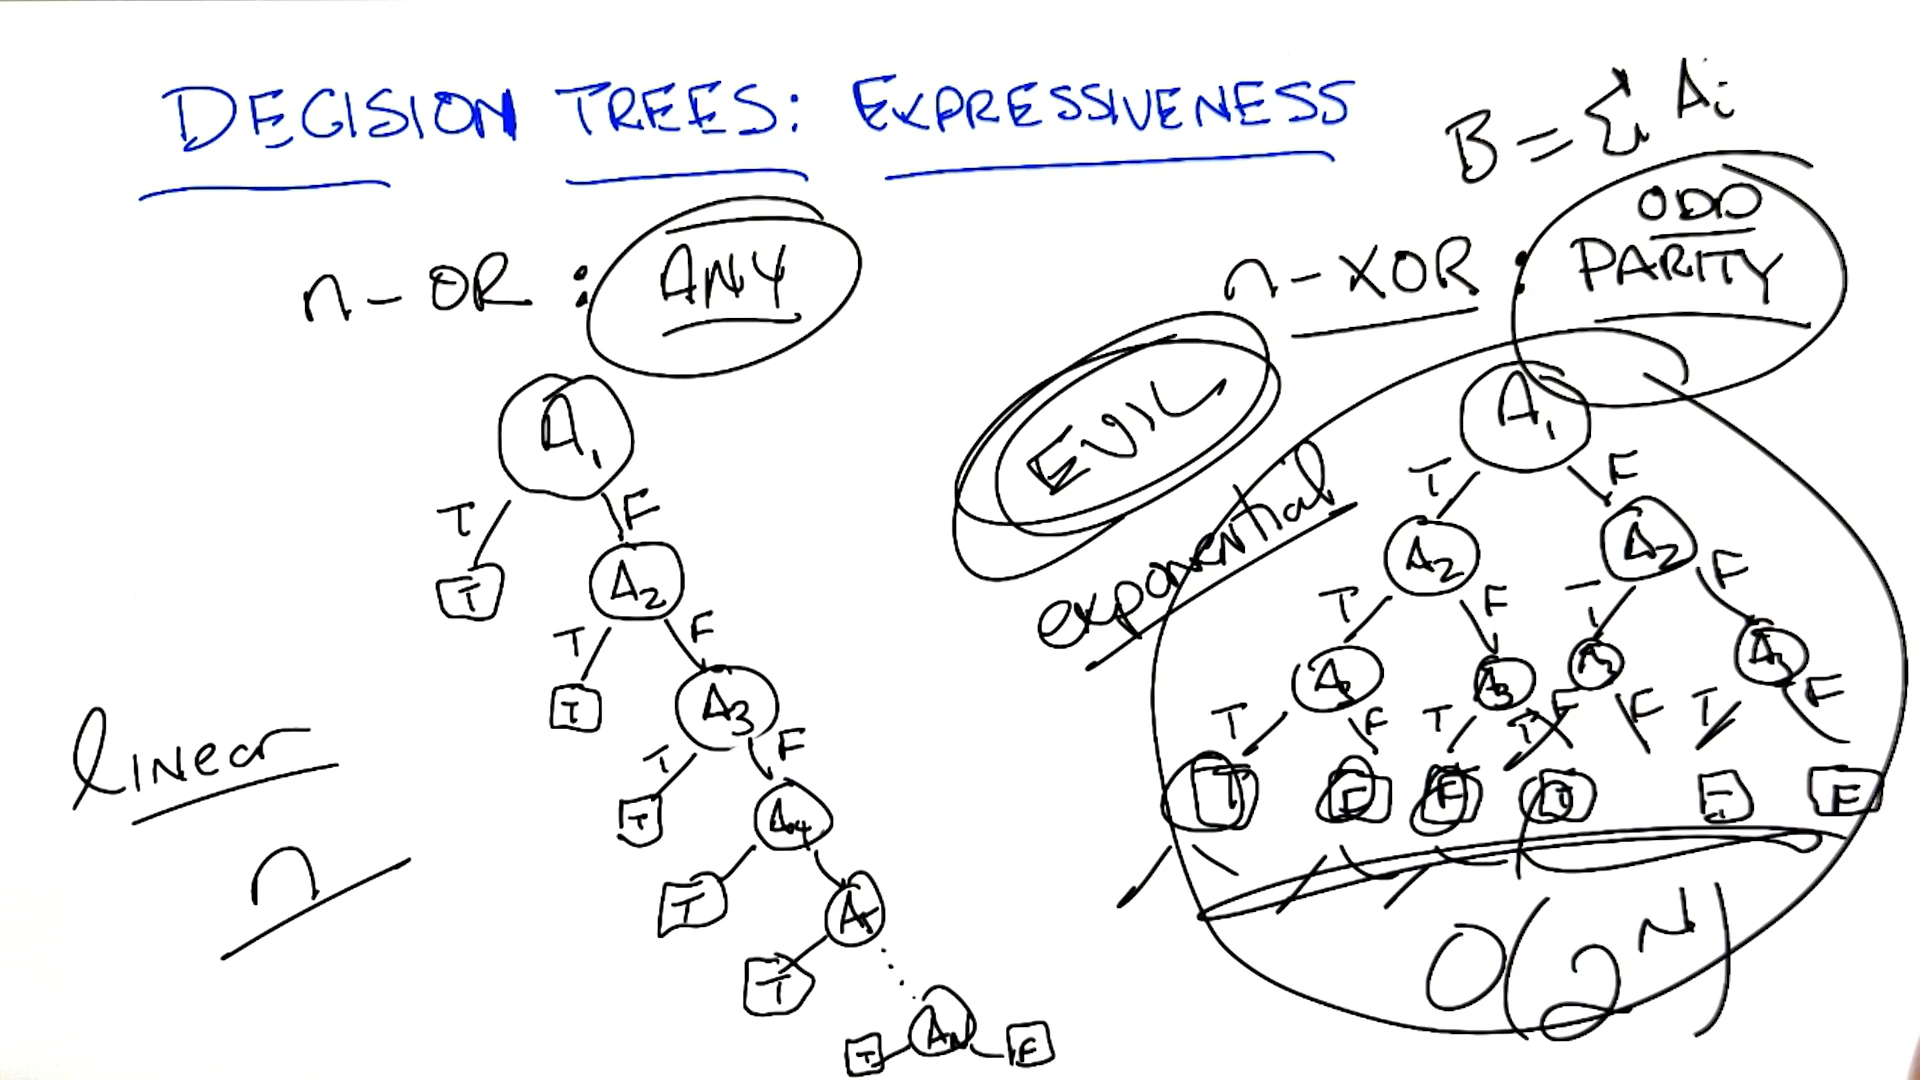 DECISION TREES: EXPRESSIVENESS
B = Σi Ai
n-OR : ANY
n-XOR : ODD PARITY
EVIL
exponential
linear
n
A1
T F
T A2
T F
T A3
T F
T A4
T A
T
T AN F
A1
T F
A2 A2
T F T F
A3 A3 A3
T F T F T F T F
T F F T F F
O(2^N)